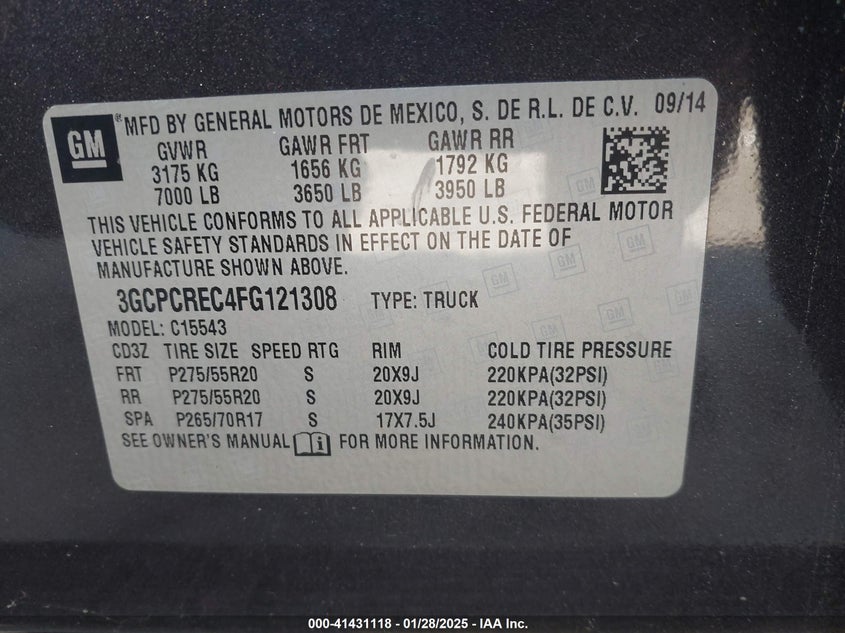 GM ® MFD BY GENERAL MOTORS DE MEXICO, S. DE R.L. DE C.V. 09/14
GVWR GAWR FRT GAWR RR
3175 KG 1656 KG 1792 KG
7000 LB 3650 LB 3950 LB
THIS VEHICLE CONFORMS TO ALL APPLICABLE U.S. FEDERAL MOTOR
VEHICLE SAFETY STANDARDS IN EFFECT ON THE DATE OF
MANUFACTURE SHOWN ABOVE.
3GCPCREC4FG121308 TYPE: TRUCK
MODEL: C15543
CD3Z TIRE SIZE SPEED RTG RIM COLD TIRE PRESSURE
FRT P275/55R20 S 20X9J 220KPA(32PSI)
RR P275/55R20 S 20X9J 220KPA(32PSI)
SPA P265/70R17 S 17X7.5J 240KPA(35PSI)
SEE OWNER'S MANUAL FOR MORE INFORMATION.
000-41431118 | 01/28/2025 - IAA Inc.